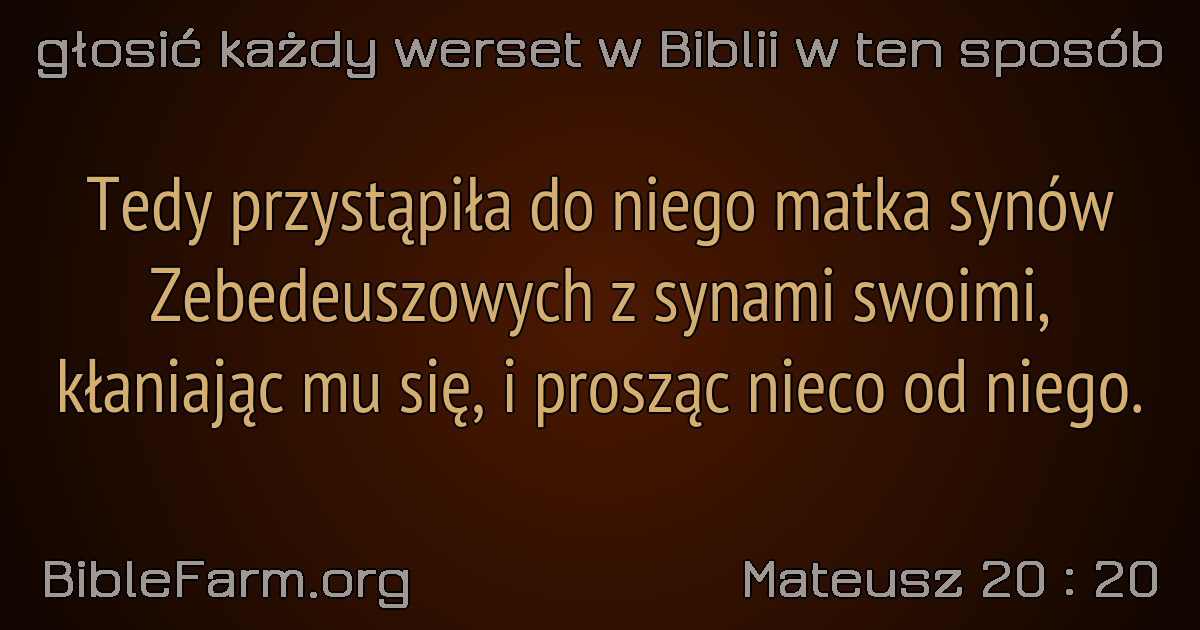 głosić każdy werset w Biblii w ten sposób
Tedy przystąpiła do niego matka synów
Zebedeuszowych z synami swoimi,
kłaniając mu się, i prosząc nieco od niego.
BibleFarm.org
Mateusz 20 : 20